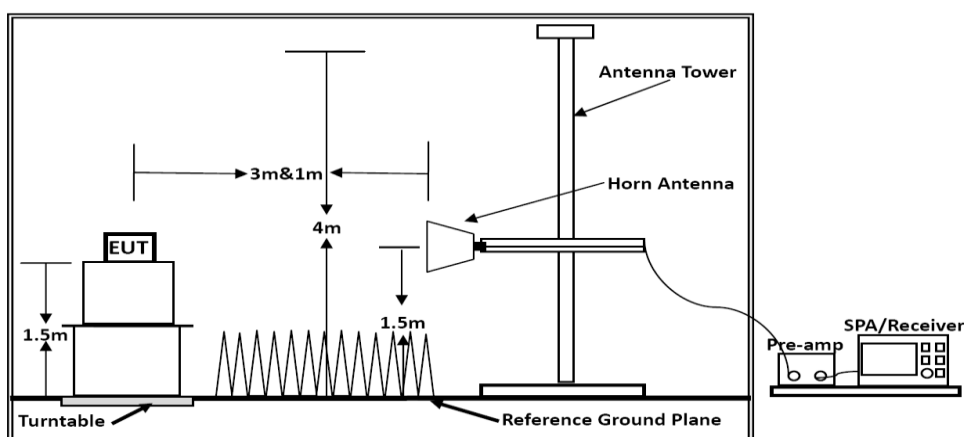 Antenna Tower
3m&1m
Horn Antenna
4m
EUT
1.5m
1.5m
SPA/Receiver
Pre-amp
Turntable
Reference Ground Plane